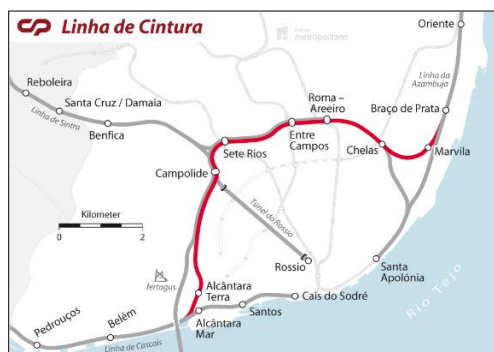 CP Linha de Cintura
lisboa
metropolitano
Oriente
Linha da
Azambuja
Reboleira
Santa Cruz / Damaia
Linha de Sintra
Benfica
Roma –
Areeiro
Braço de Prata
Entre
Campos
Sete Rios
Chelas
Marvila
Campolide
Kilometer
0
2
Túnel do Rossio
fertagus
Rossio
Santa
Apolónia
Alcântara
Terra
Cais do Sodré
Santos
Rio Tejo
Belém
Pedrouços
Alcântara
Mar
Linha de Cascais